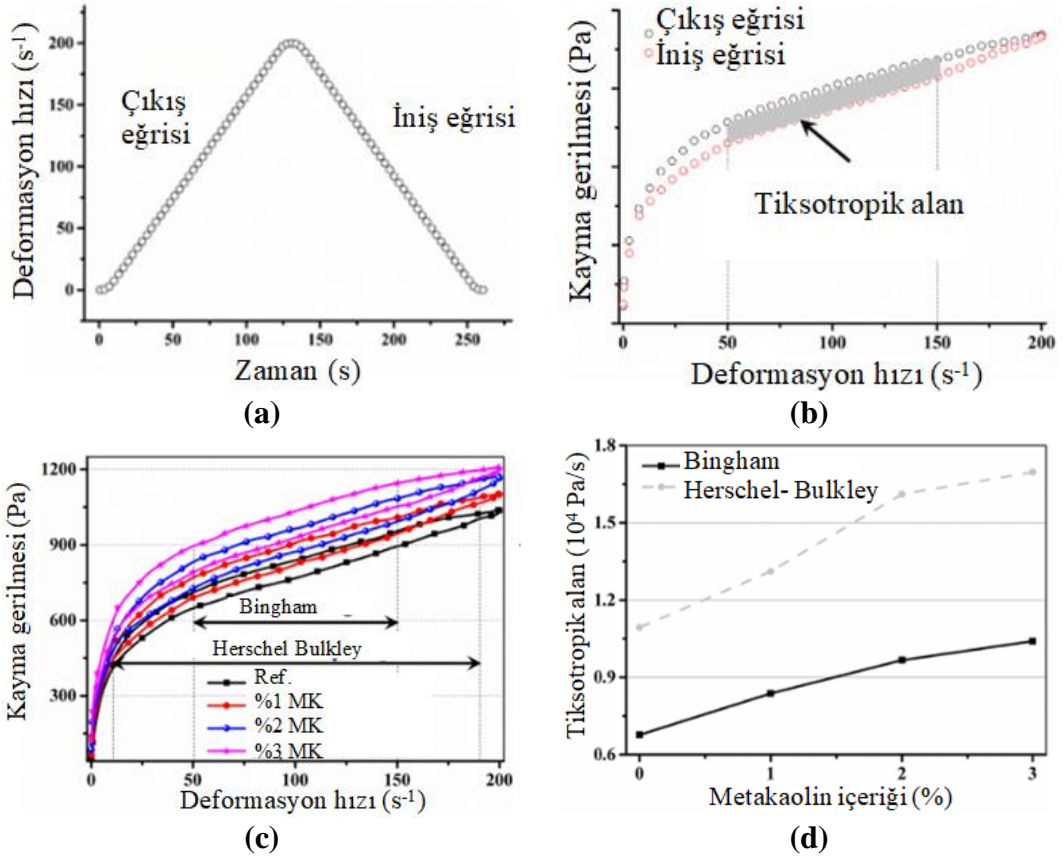 Deformasyon hızı (s-1)
200
150
100
50
0
Çıkış
eğrisi
İniş eğrisi
0 50 100 150 200 250
Zaman (s)
(a)
Kayma gerilmesi (Pa)
Çıkış eğrisi
İniş eğrisi
Tiksotropik alan
0 50 100 150 200
Deformasyon hızı (s-1)
(b)
Kayma gerilmesi (Pa)
1200
900
600
300
Bingham
Herschel Bulkley
Ref.
%1 MK
%2 MK
%3 MK
0 50 100 150 200
Deformasyon hızı (s-1)
(c)
Tiksotropik alan (10⁴ Pa/s)
1.8
1.5
1.2
0.9
0.6
Bingham
Herschel- Bulkley
0 1 2 3
Metakaolin içeriği (%)
(d)